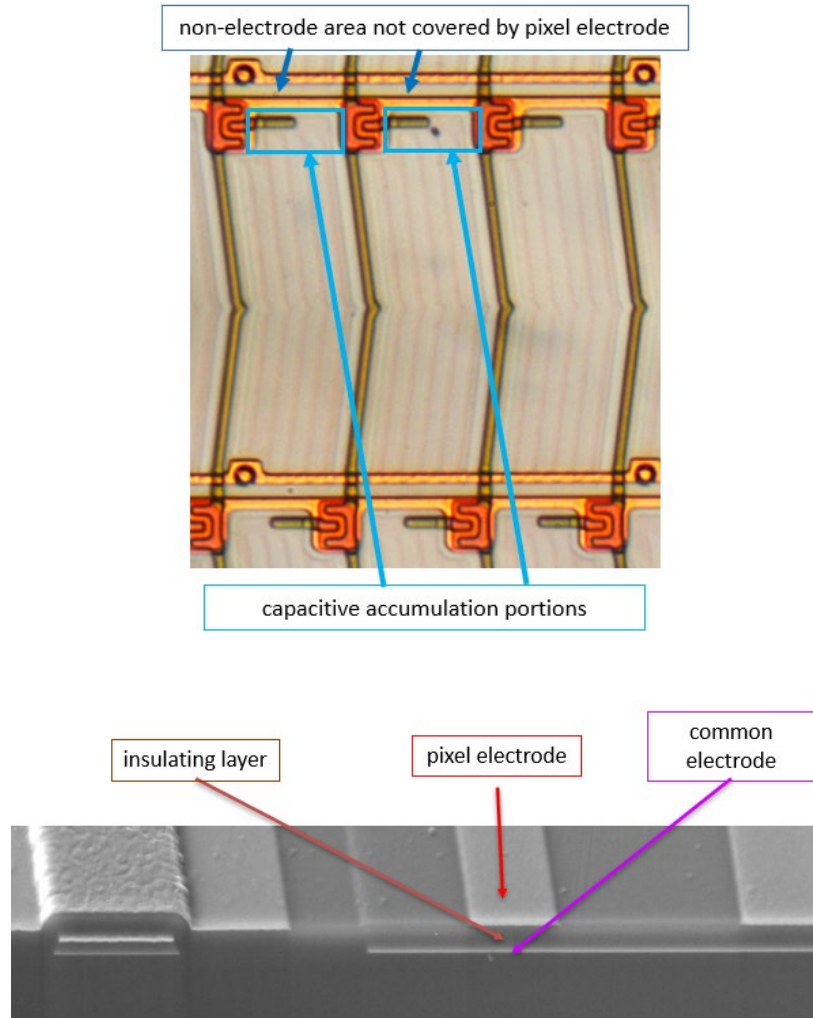 non-electrode area not covered by pixel electrode
capacitive accumulation portions
insulating layer
pixel electrode
common
electrode